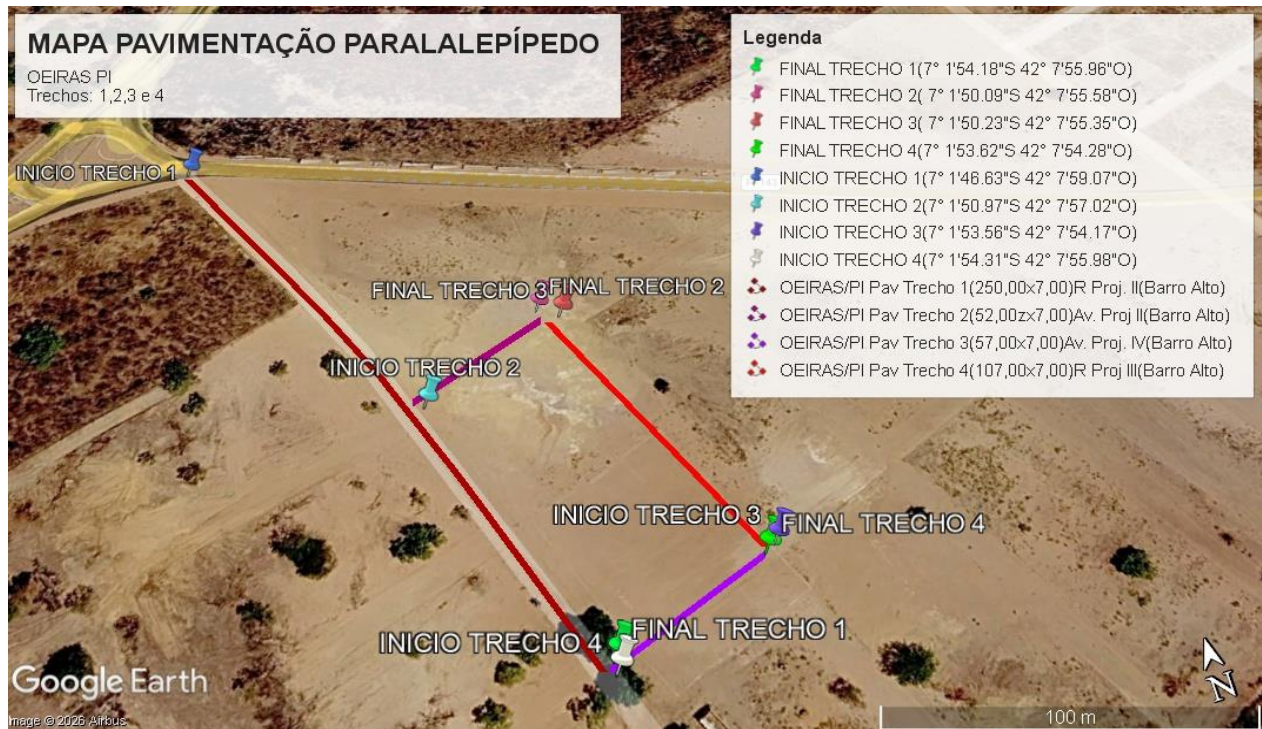 MAPA PAVIMENTAÇÃO PARALALEPÍPEDO
OEIRAS PI
Trechos: 1,2,3 e 4
Legenda
FINAL TRECHO 1(7° 1'54.18"S 42° 7'55.96"O)
FINAL TRECHO 2( 7° 1'50.09"S 42° 7'55.58"O)
FINAL TRECHO 3( 7° 1'50.23"S 42° 7'55.35"O)
FINAL TRECHO 4(7° 1'53.62"S 42° 7'54.28"O)
INICIO TRECHO 1(7° 1'46.63"S 42° 7'59.07"O)
INICIO TRECHO 2(7° 1'50.97"S 42° 7'57.02"O)
INICIO TRECHO 3(7° 1'53.56"S 42° 7'54.17"O)
INICIO TRECHO 4(7° 1'54.31"S 42° 7'55.98"O)
OEIRAS/PI Pav Trecho 1(250,00x7,00)R Proj. II(Barro Alto)
OEIRAS/PI Pav Trecho 2(52,00zx7,00)Av. Proj II(Barro Alto)
OEIRAS/PI Pav Trecho 3(57,00x7,00)Av. Proj. IV(Barro Alto)
OEIRAS/PI Pav Trecho 4(107,00x7,00)R Proj III(Barro Alto)
INICIO TRECHO 1
FINAL TRECHO 3
FINAL TRECHO 2
INICIO TRECHO 2
INICIO TRECHO 3
FINAL TRECHO 4
INICIO TRECHO 4
FINAL TRECHO 1
Google Earth
Image © 2026 Airbus
100 m
N